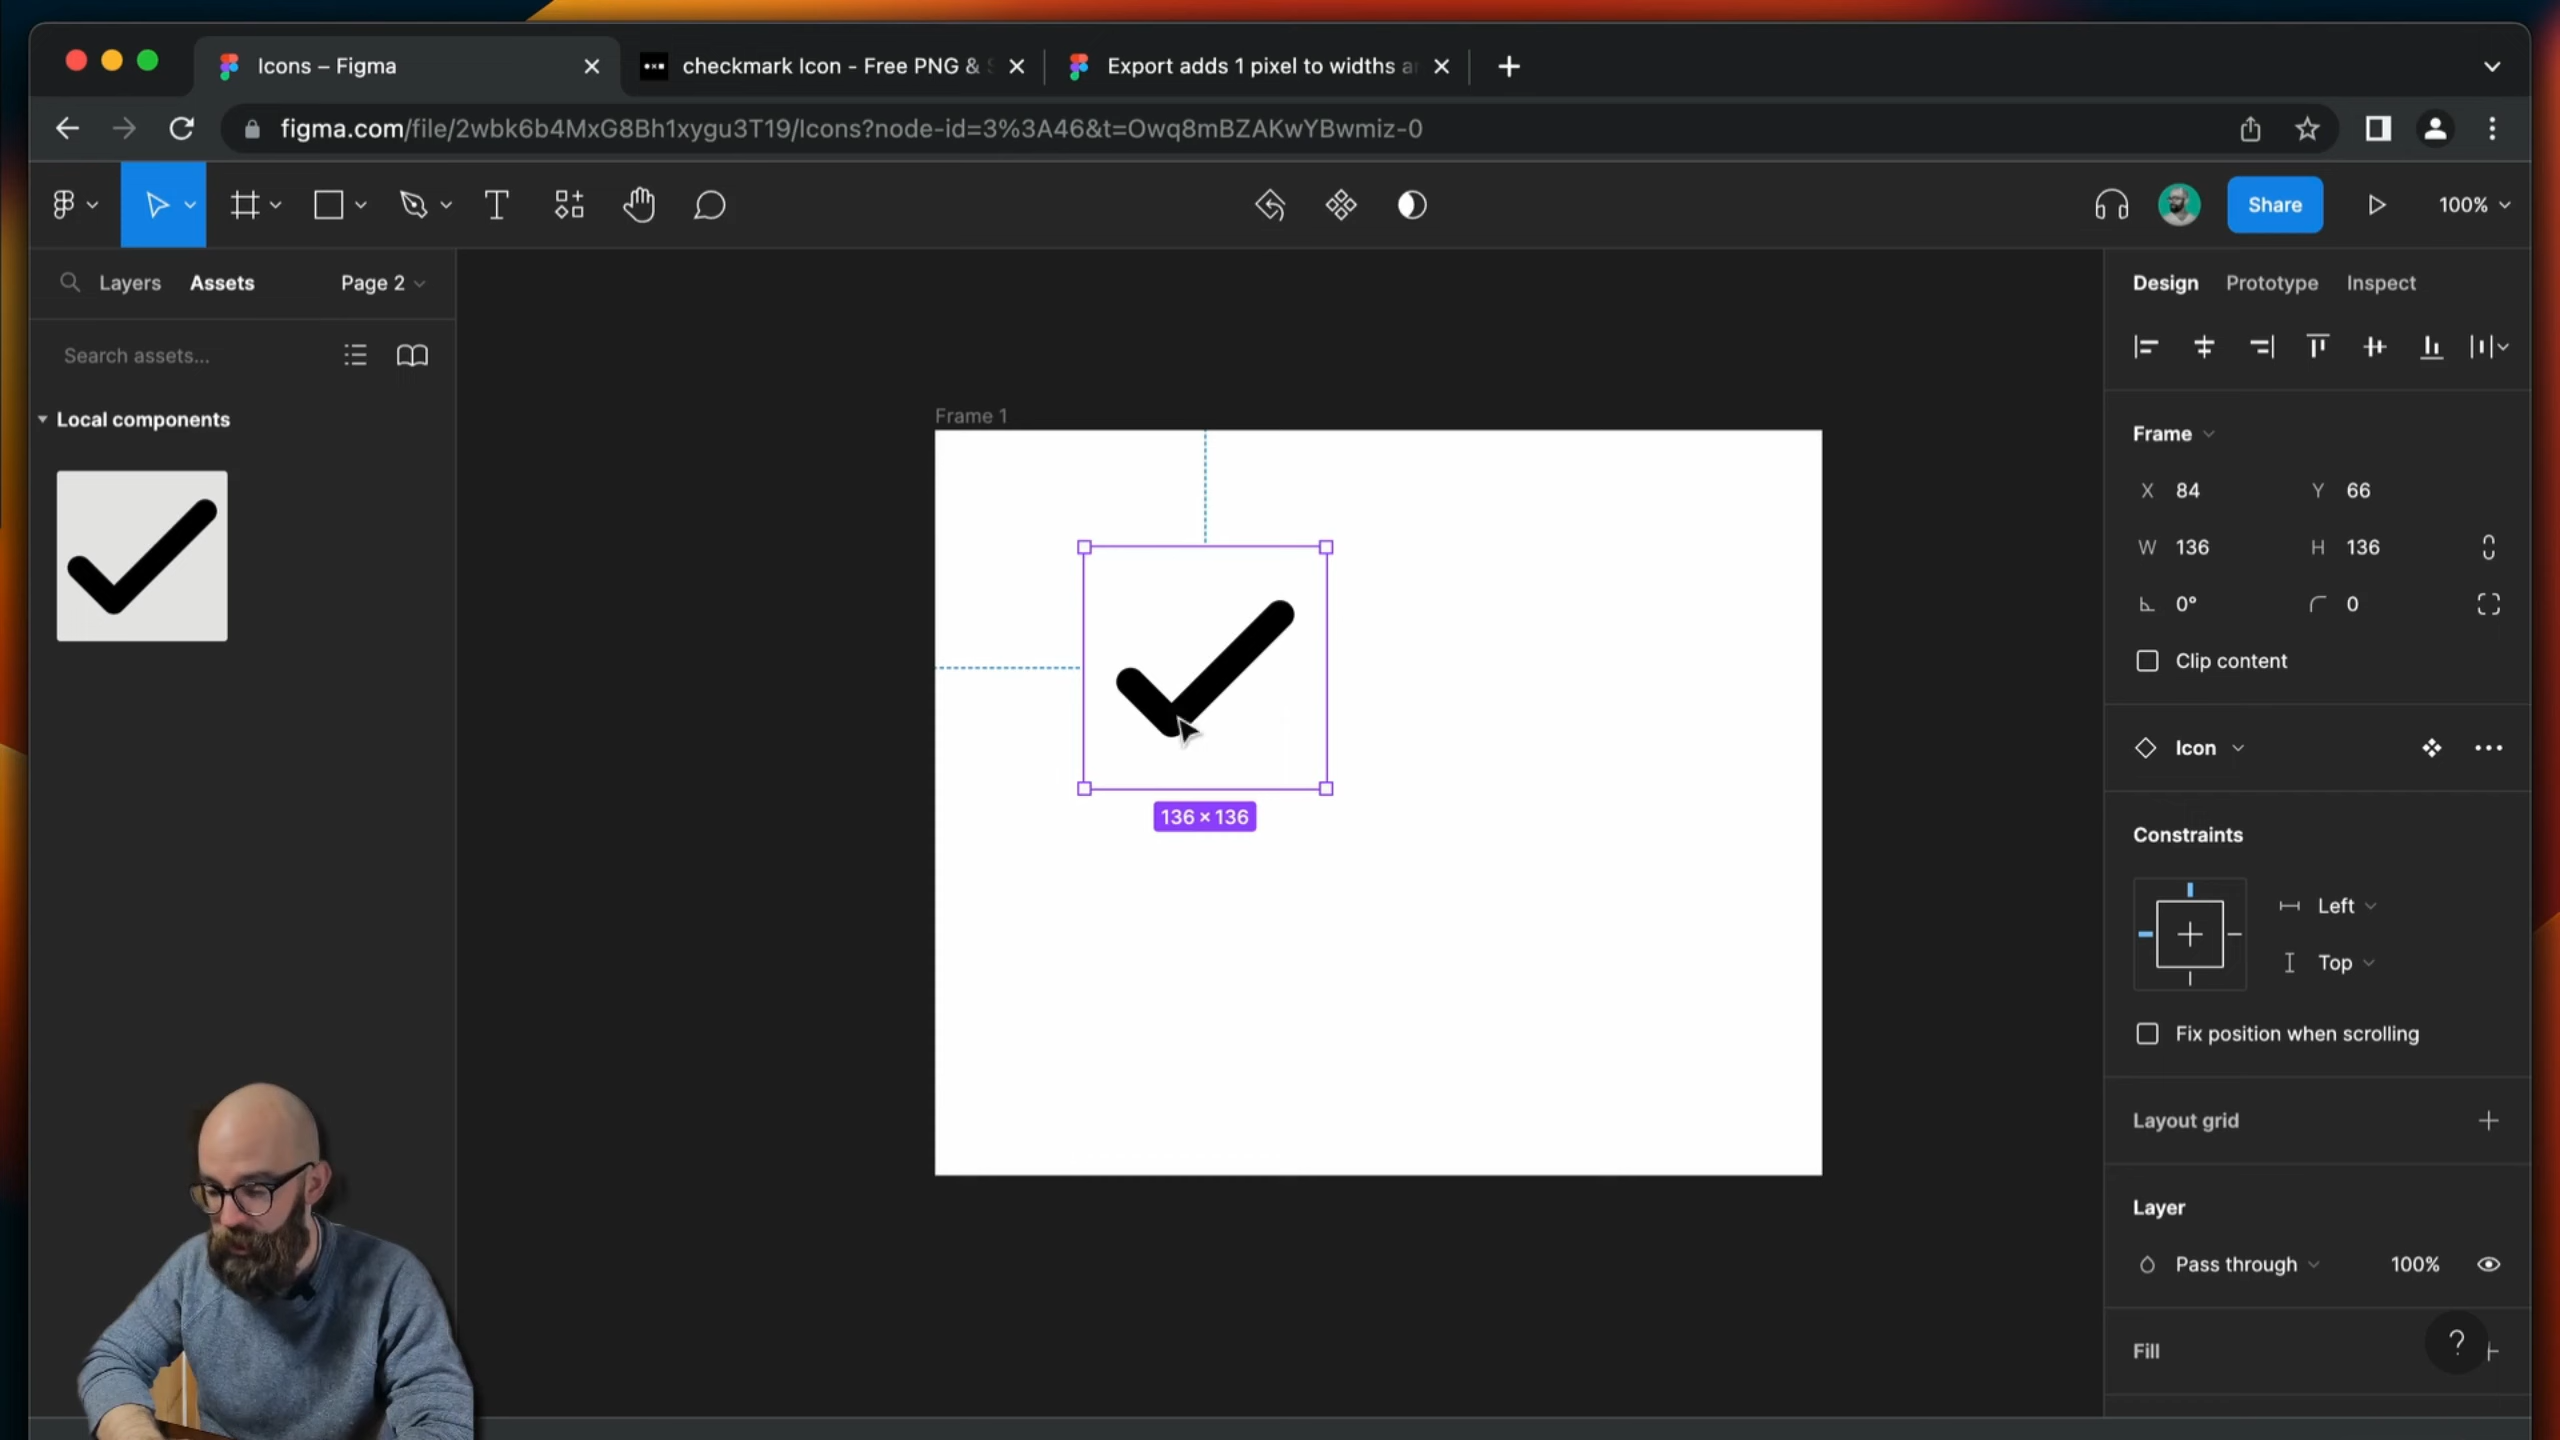 Icons – Figma
checkmark Icon - Free PNG &
Export adds 1 pixel to widths
figma.com/file/2wbk6b4MxG8Bh1xygu3T19/Icons?node-id=3%3A46&t=Owq8mBZAKwYBwmiz-0
Share
100%
Layers
Assets
Page 2
Design
Prototype
Inspect
Search assets...
Local components
Frame 1
Frame
X 84
Y 66
W 136
H 136
0°
0
Clip content
Icon
136 × 136
Constraints
Left
Top
Fix position when scrolling
Layout grid
Layer
Pass through
100%
Fill
?